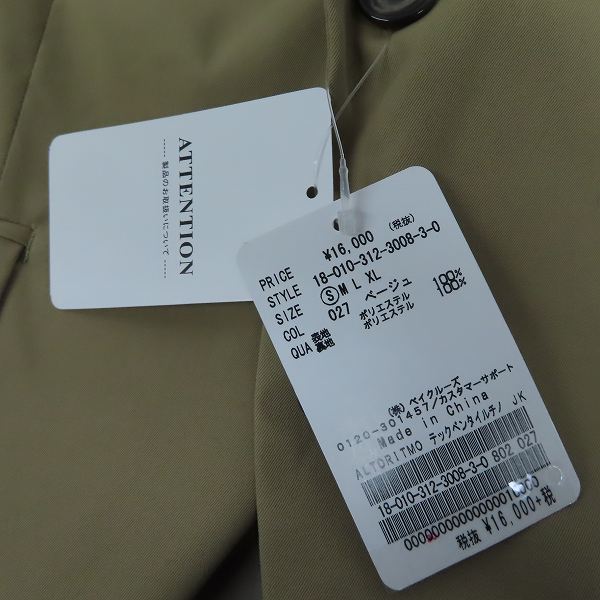 ATTENTION
----- 製品のお取扱いについて -----
PRICE ¥16,000 (税抜)
STYLE 18-010-312-3008-3-0
SIZE Ⓢ M L XL
COL 027 ベージュ
QUA 表地 ポリエステル 100%
裏地 ポリエステル 100%
(株) ベイクルーズ
0120-301457/カスタマーサポート
Made in China
ALTORITMO テックペンタイルチノ JK
18-010-312-3008-3-0 802 027
税抜 ¥16,000+税